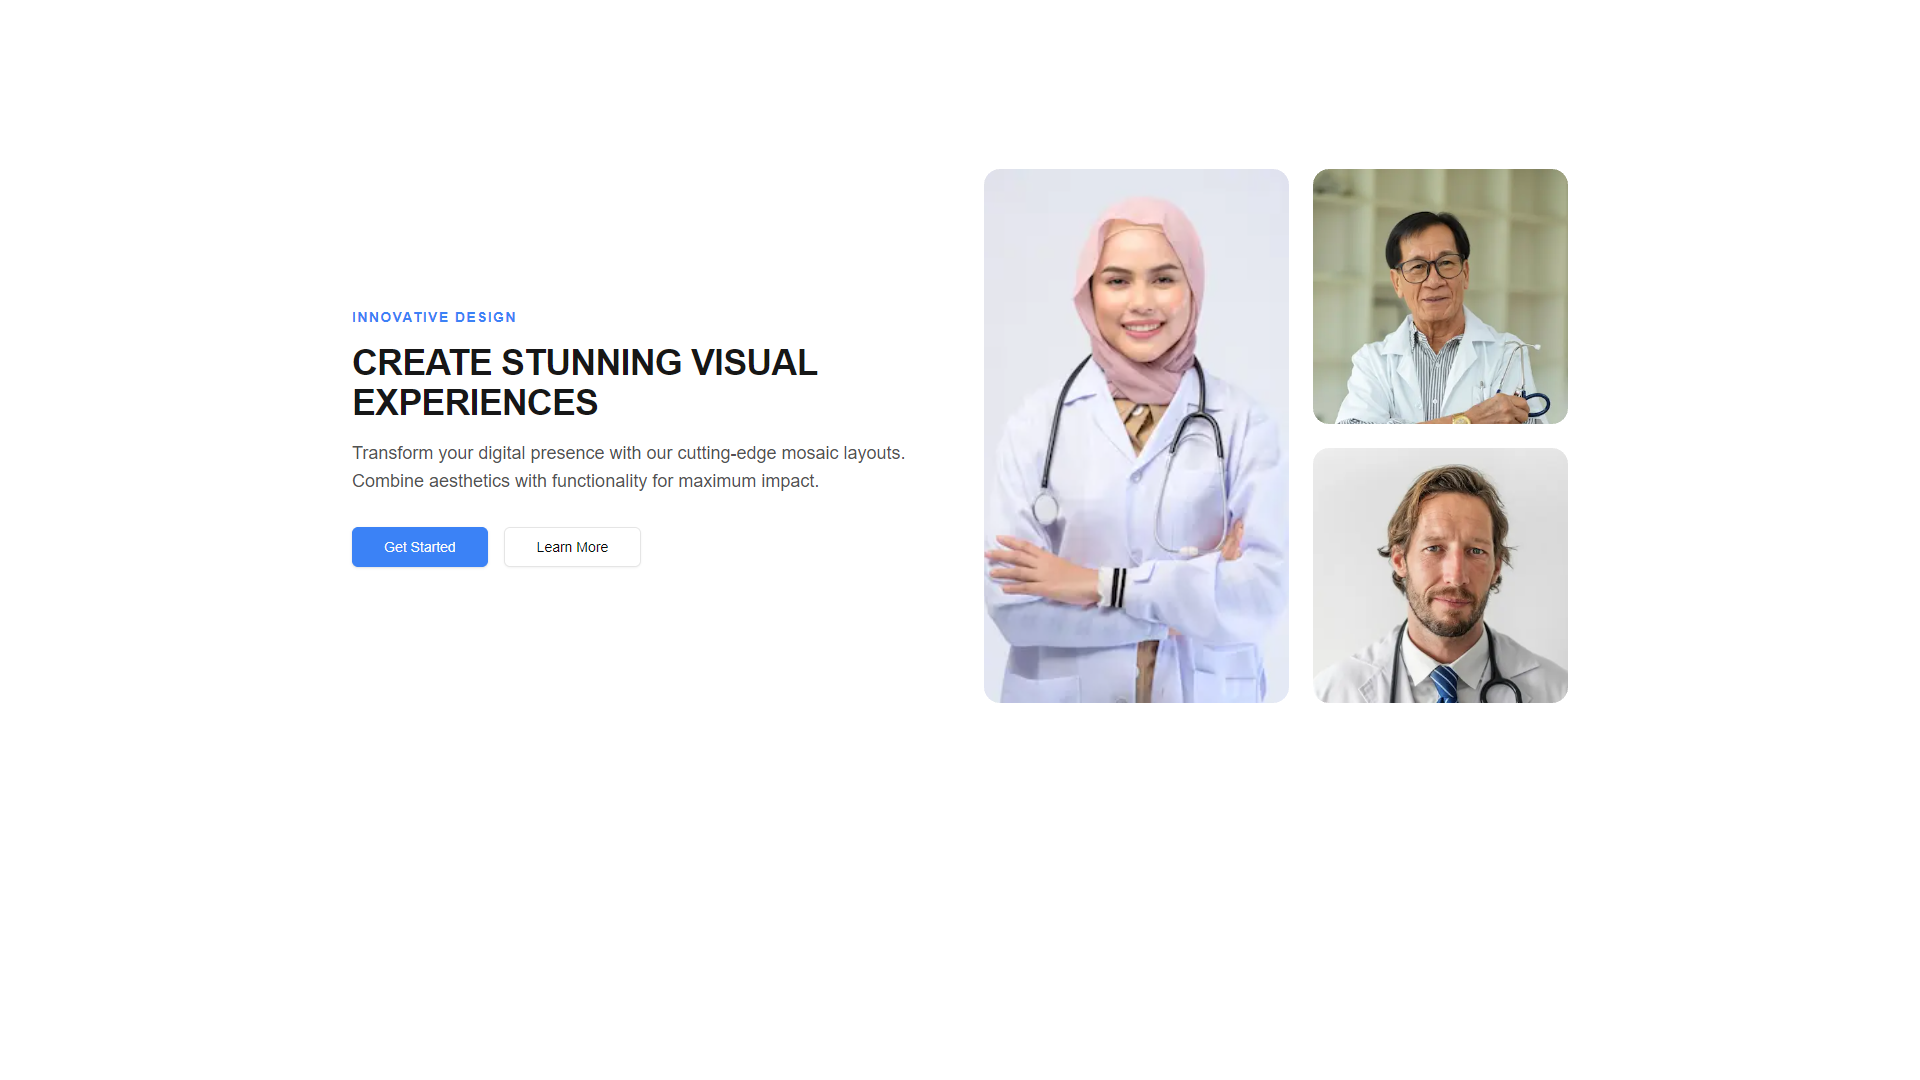 INNOVATIVE DESIGN
CREATE STUNNING VISUAL
EXPERIENCES
Transform your digital presence with our cutting-edge mosaic layouts.
Combine aesthetics with functionality for maximum impact.
Get Started
Learn More